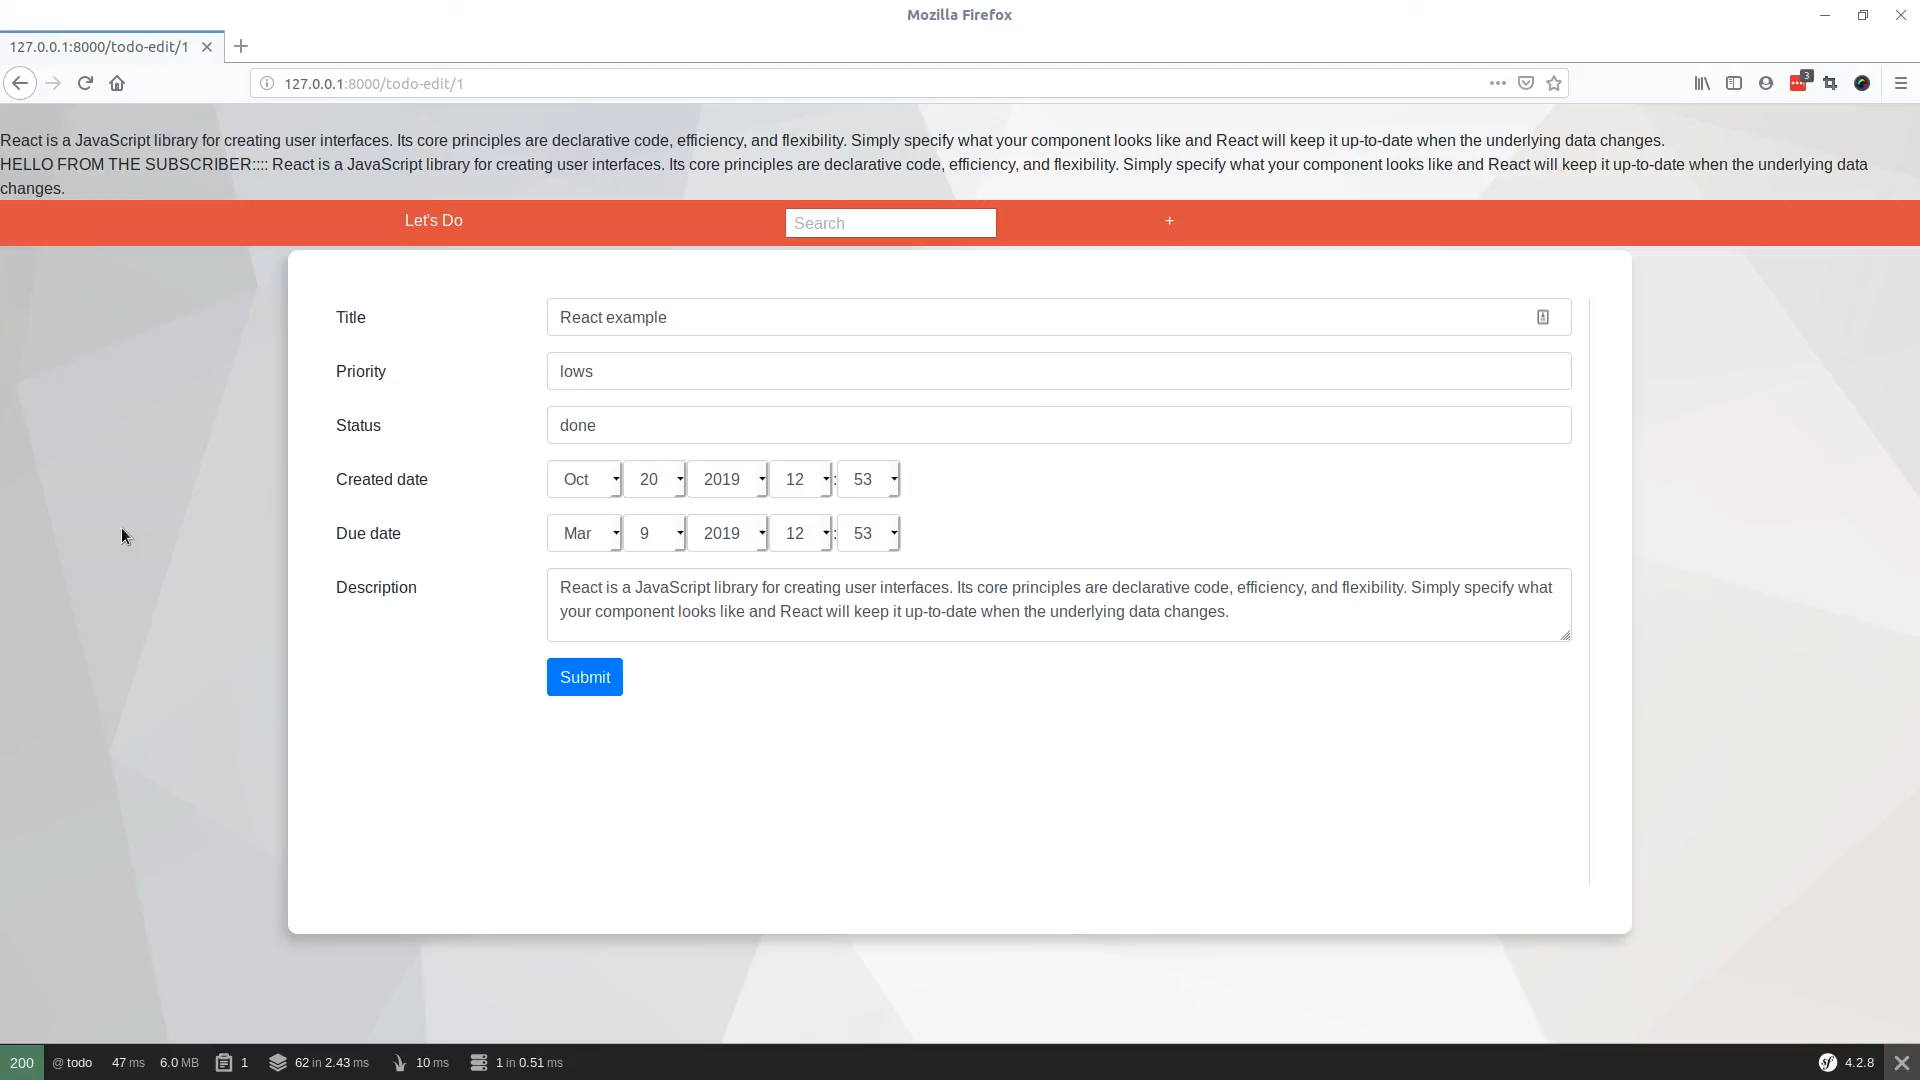 Mozilla Firefox
127.0.0.1:8000/todo-edit/1
127.0.0.1:8000/todo-edit/1
3
React is a JavaScript library for creating user interfaces. Its core principles are declarative code, efficiency, and flexibility. Simply specify what your component looks like and React will keep it up-to-date when the underlying data changes.
HELLO FROM THE SUBSCRIBER:::: React is a JavaScript library for creating user interfaces. Its core principles are declarative code, efficiency, and flexibility. Simply specify what your component looks like and React will keep it up-to-date when the underlying data
changes.
Let's Do Search +
Title React example
Priority lows
Status done
Created date Oct 20 2019 12 : 53
Due date Mar 9 2019 12 : 53
Description React is a JavaScript library for creating user interfaces. Its core principles are declarative code, efficiency, and flexibility. Simply specify what
your component looks like and React will keep it up-to-date when the underlying data changes.
Submit
200 @ todo 47 ms 6.0 MB 1 62 in 2.43 ms 10 ms 1 in 0.51 ms sf 4.2.8